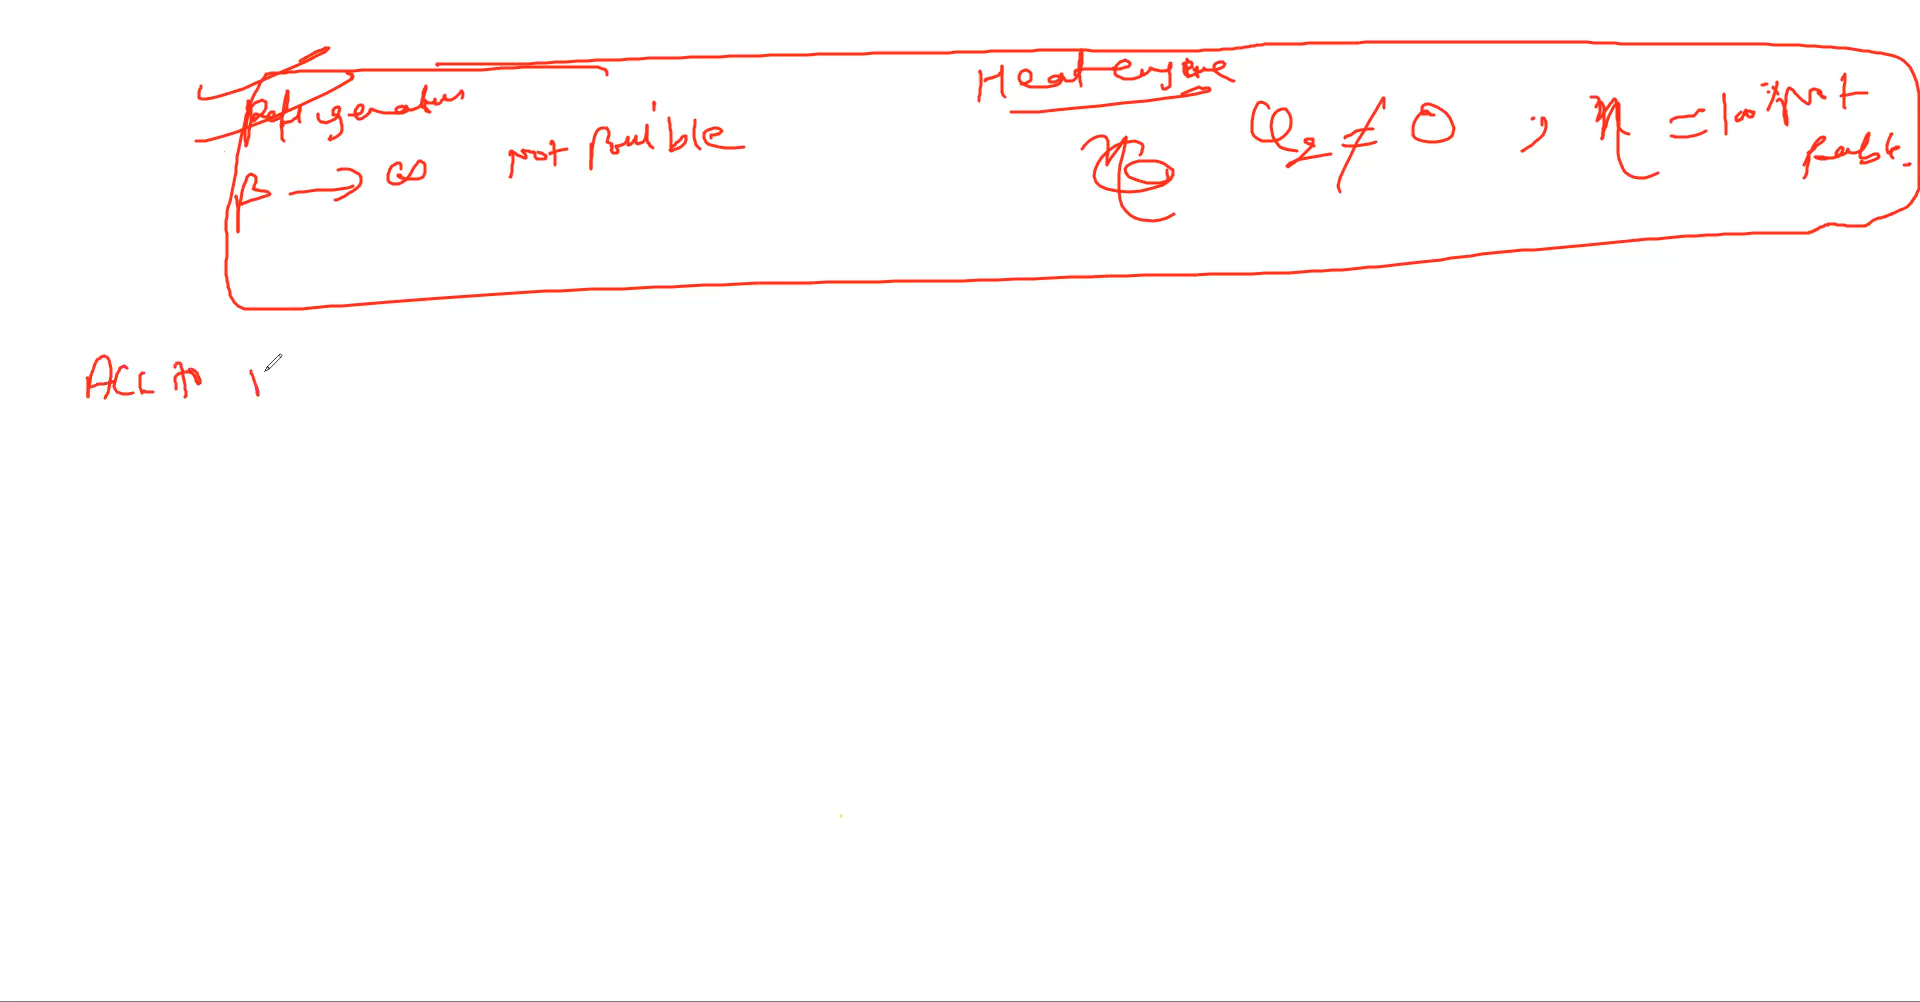 Refrigerator
β → ∞ not possible
Heat engine
η Q₂ ≠ 0 ; η = 100% not possible.
Acc to